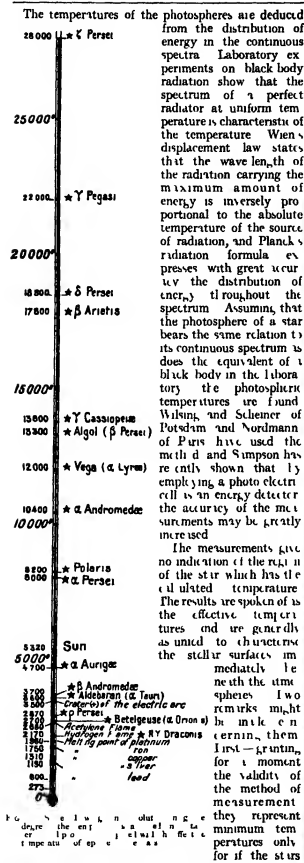 The temperatures of the photospheres are deduced
from the distribution of
energy in the continuous
spectra Laboratory ex
periments on black body
radiation show that the
spectrum of a perfect
radiator at uniform tem
perature is characteristic of
the temperature Wien s
displacement law states
that the wave length of
the radiation carrying the
maximum amount of
energy is inversely pro
portional to the absolute
temperature of the source
of radiation, and Planck s
radiation formula ex
presses with great accur
acy the distribution of
energy throughout the
spectrum Assuming that
the photosphere of a star
bears the same relation to
its continuous spectrum as
does the equivalent of a
black body in the labora
tory the photospheric
temperatures are found
Wilsing and Scheiner of
Potsdam and Nordmann
of Paris have used the
method and Sampson has
recently shown that by
employing a photo electric
cell as an energy detector
the accuracy of the mea
surements may be greatly
increased
The measurements give
no indication of the region
of the star which has the
calculated temperature
The results are spoken of as
the effective tempera
tures and are generally
assumed to characterise
the stellar surfaces im
mediately be
neath the atmo
spheres Two
remarks might
be made con
cerning them
First—granting
for a moment
the validity of
the method of
measurement
they represent
minimum tem
peratures only
for if the stars
28000 ★ ζ Persei
25000°
22000 ★ γ Pegasi
20000°
18500 ★ δ Persei
17800 ★ β Arietis
15000°
13800 ★ γ Cassiopeiæ
13300 ★ Algol (β Persei)
12000 ★ Vega (α Lyræ)
10400 ★ α Andromedæ
10000°
8200 ★ Polaris
8000 ★ α Persei
5320 Sun
5000°
4700 ★ α Aurigæ
3700 ★ β Andromedæ
★ Aldebaran (α Tauri)
3500 Crater(+) of the electric arc
2870 ★ ρ Persei
★ Betelgeuse (α Orionis)
Acetylene Flame
2170 Hydrogen Flame ★ RY Draconis
Melting point of platinum
1750 " " iron
1310 " " copper
" " silver
600 " " lead
273
0